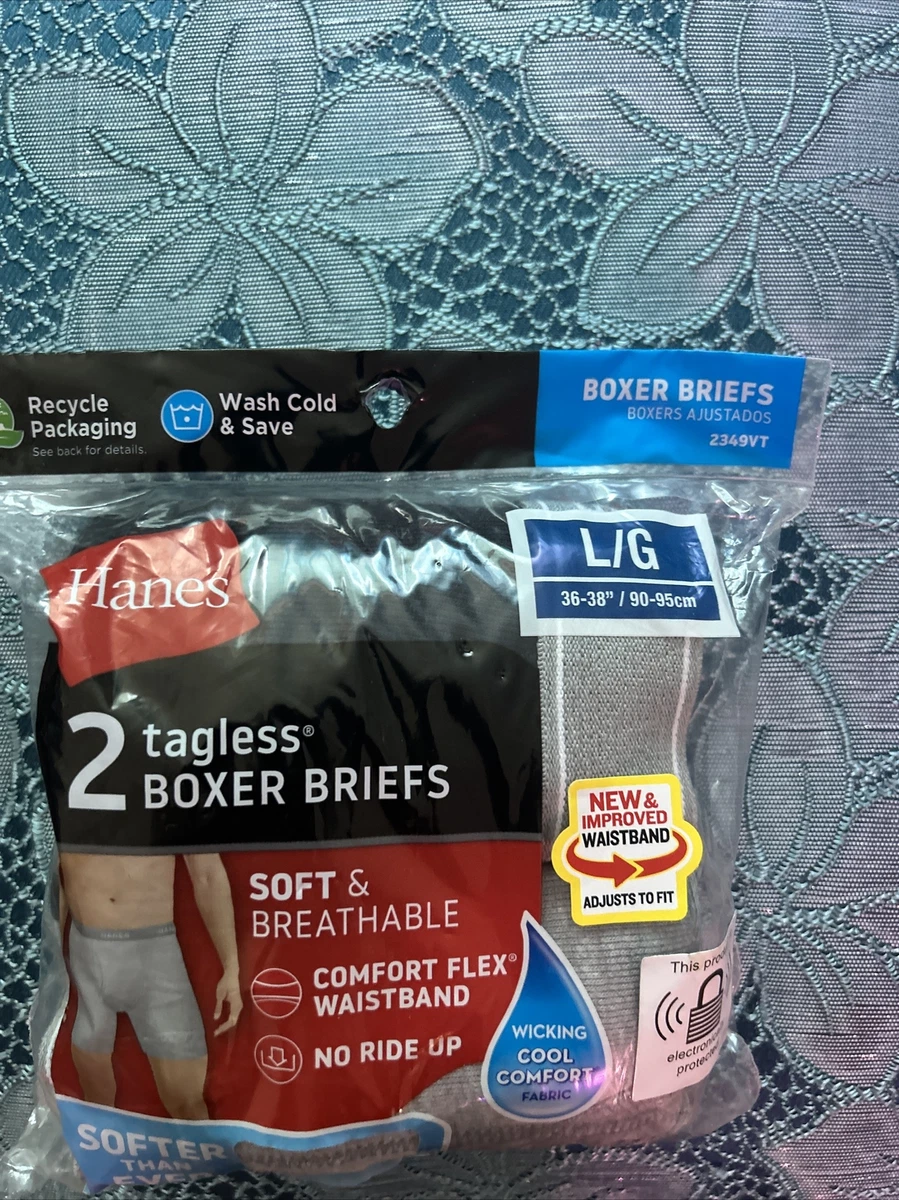 Recycle
Packaging
See back for details.
Wash Cold
& Save
BOXER BRIEFS
BOXERS AJUSTADOS
2349VT
Hanes
L/G
36-38” / 90-95cm
2 tagless®
BOXER BRIEFS
NEW &
IMPROVED
WAISTBAND
ADJUSTS TO FIT
SOFT &
BREATHABLE
COMFORT FLEX®
WAISTBAND
NO RIDE UP
WICKING
COOL
COMFORT
FABRIC
This
SOFTER
THAN
EVER